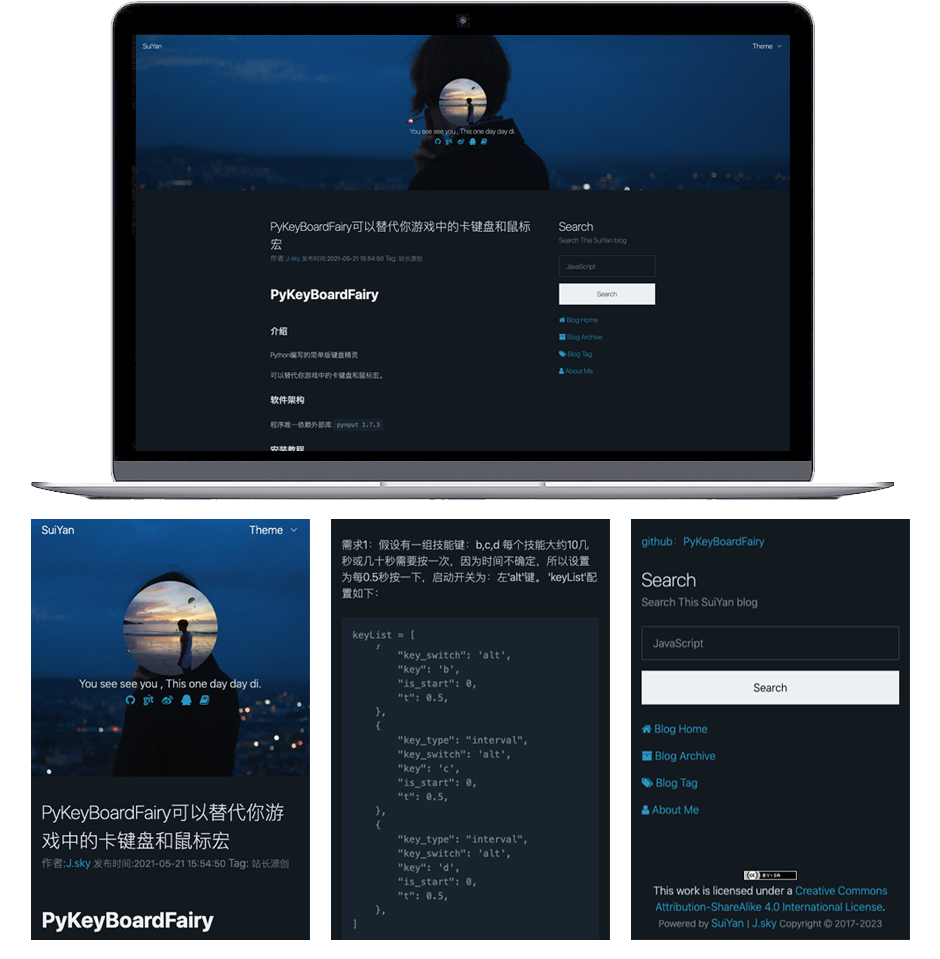 SuiYan
Theme
You see see you , This one day day di.
git
PyKeyBoardFairy可以替代你游戏中的卡键盘和鼠标
宏
作者:J.sky 发布时间:2021-05-21 15:54:50 Tag: 站长源创
PyKeyBoardFairy
介绍
Python编写的简单版键盘精灵
可以替代你游戏中的卡键盘和鼠标宏。
软件架构
程序唯一依赖外部库: pynput 1.7.3
安装教程
Search
Search This SuiYan blog
JavaScript
Search
Blog Home
Blog Archive
Blog Tag
About Me
SuiYan
Theme
You see see you , This one day day di.
git
PyKeyBoardFairy可以替代你游
戏中的卡键盘和鼠标宏
作者:J.sky 发布时间:2021-05-21 15:54:50 Tag: 站长源创
PyKeyBoardFairy
需求1：假设有一组技能键：b,c,d 每个技能大约10几
秒或几十秒需要按一次，因为时间不确定，所以设置
为每0.5秒按一下，启动开关为：左'alt'键。'keyList'配
置如下：
keyList = [
{
"key_switch": 'alt',
"key": 'b',
"is_start": 0,
"t": 0.5,
},
{
"key_type": "interval",
"key_switch": 'alt',
"key": 'c',
"is_start": 0,
"t": 0.5,
},
{
"key_type": "interval",
"key_switch": 'alt',
"key": 'd',
"is_start": 0,
"t": 0.5,
},
]
github：PyKeyBoardFairy
Search
Search This SuiYan blog
JavaScript
Search
Blog Home
Blog Archive
Blog Tag
About Me
cc BY-SA
This work is licensed under a Creative Commons
Attribution-ShareAlike 4.0 International License.
Powered by SuiYan | J.sky Copyright © 2017-2023